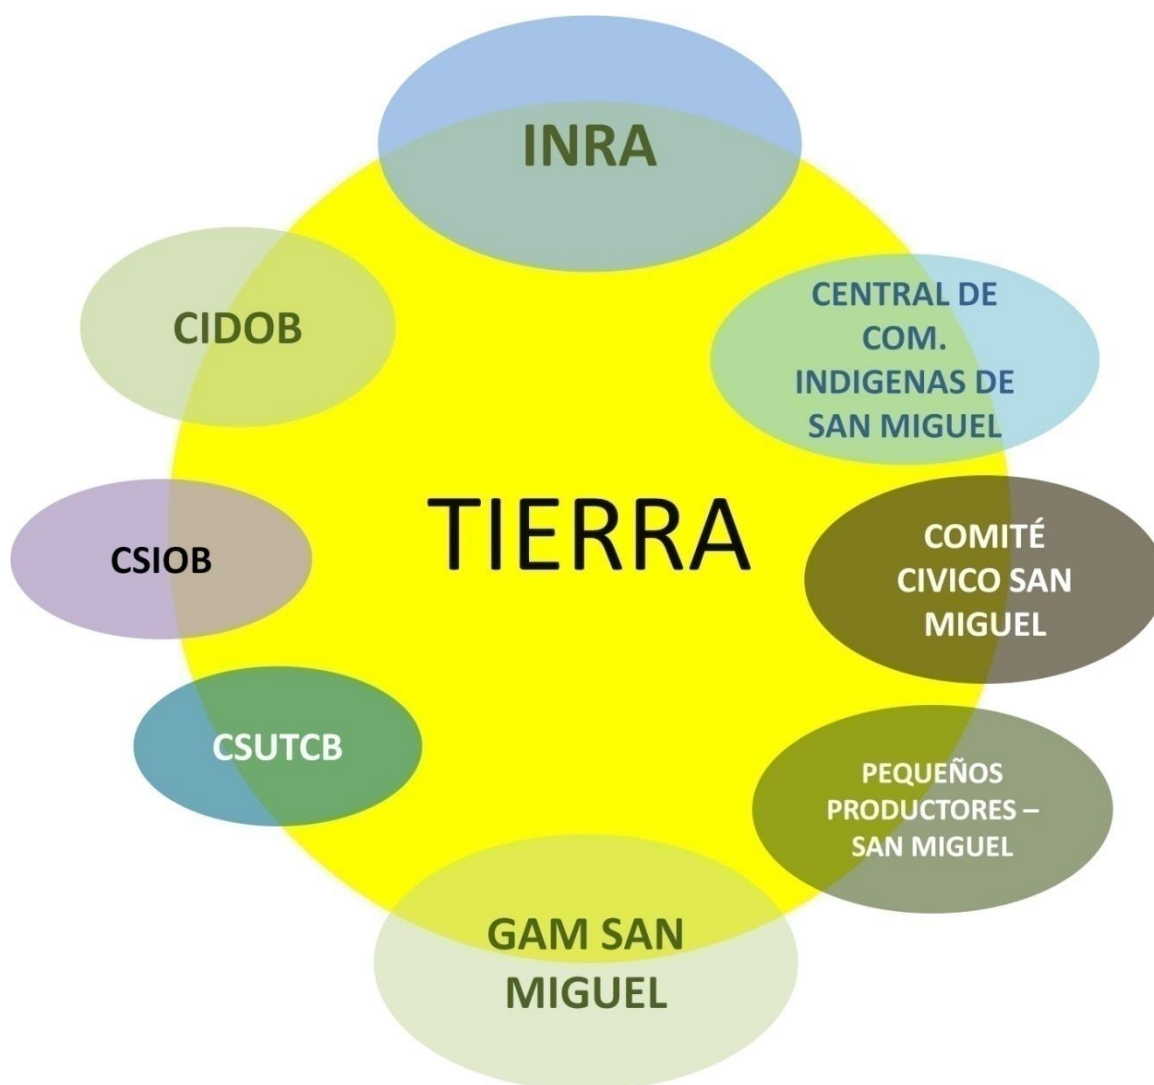 INRA
CIDOB
CENTRAL DE
COM.
INDIGENAS DE
SAN MIGUEL
TIERRA
CSIOB
COMITÉ
CIVICO SAN
MIGUEL
CSUTCB
PEQUEÑOS
PRODUCTORES –
SAN MIGUEL
GAM SAN
MIGUEL